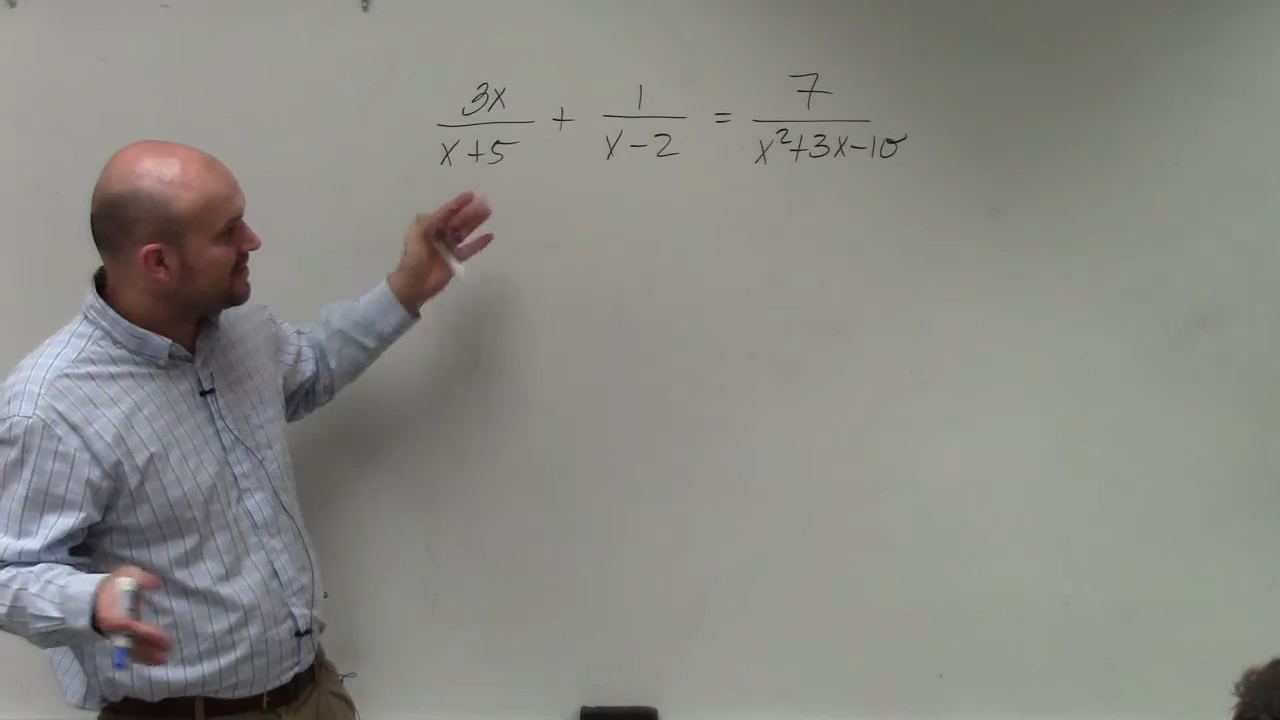 3x/(x+5) + 1/(x-2) = 7/(x²+3x-10)